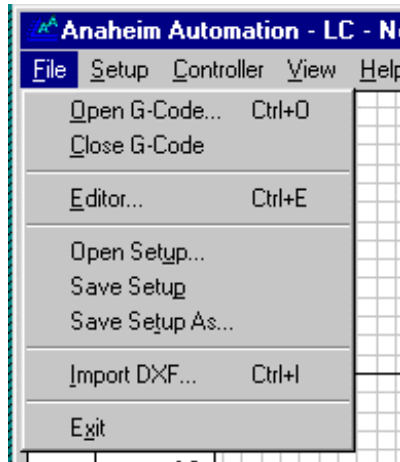 Anaheim Automation - LC - N
File Setup Controller View Help
Open G-Code... Ctrl+O
Close G-Code
Editor... Ctrl+E
Open Setup...
Save Setup
Save Setup As...
Import DXF... Ctrl+I
Exit